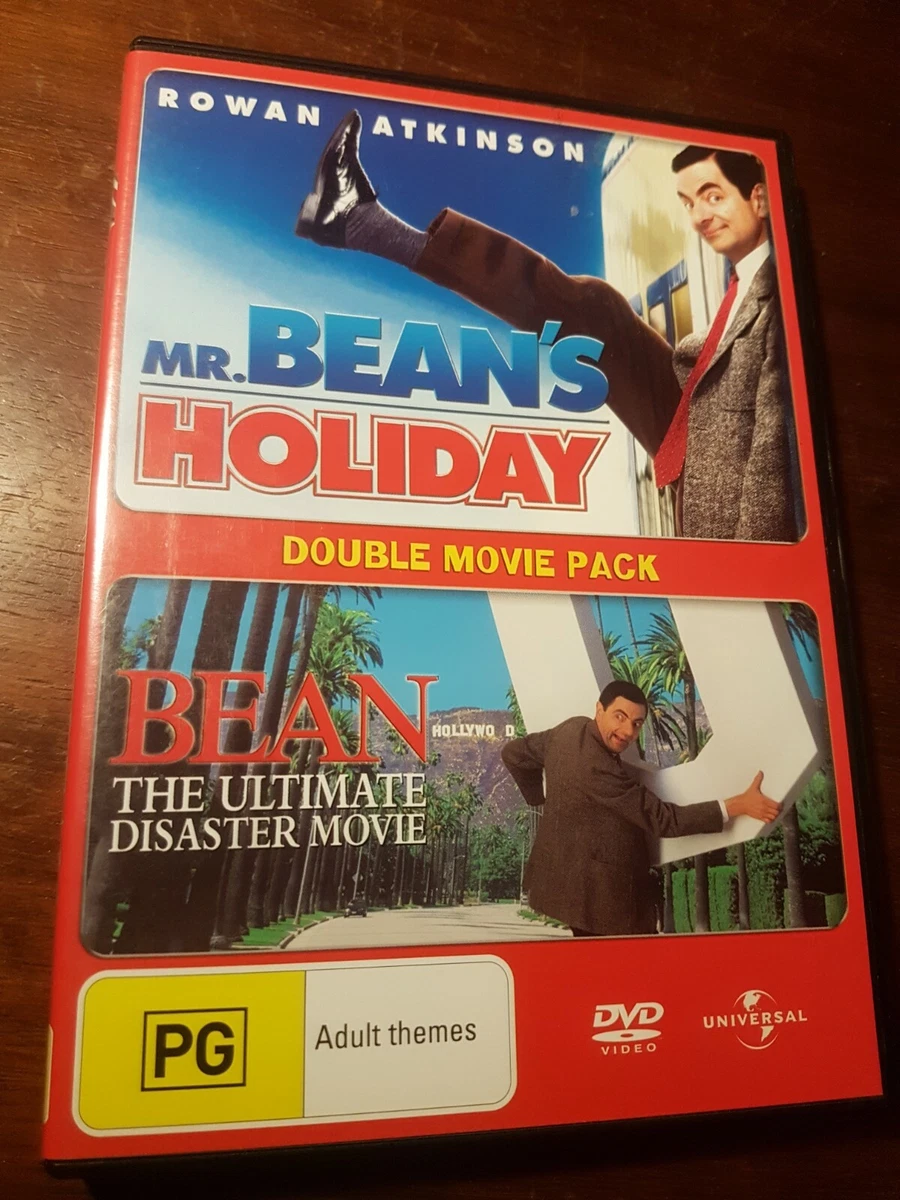 ROWAN ATKINSON
MR. BEAN'S
HOLIDAY
DOUBLE MOVIE PACK
BEAN
HOLLYWO D
THE ULTIMATE
DISASTER MOVIE
PG
Adult themes
DVD
VIDEO
UNIVERSAL